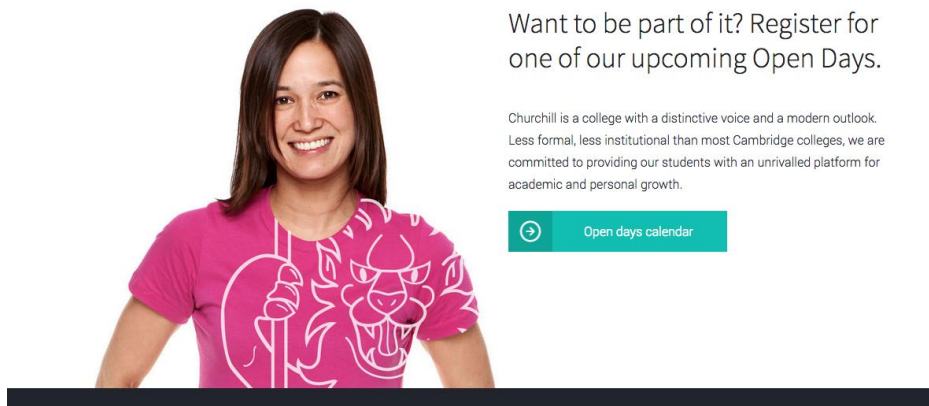 Want to be part of it? Register for
one of our upcoming Open Days.
Churchill is a college with a distinctive voice and a modern outlook.
Less formal, less institutional than most Cambridge colleges, we are
committed to providing our students with an unrivalled platform for
academic and personal growth.
Open days calendar